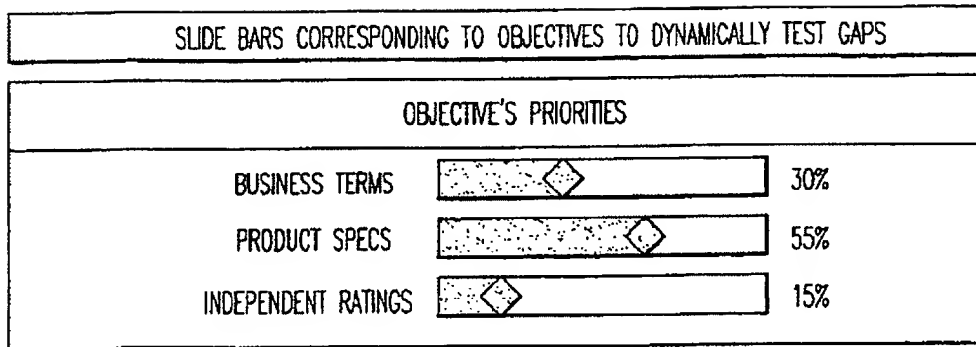 SLIDE BARS CORRESPONDING TO OBJECTIVES TO DYNAMICALLY TEST GAPS
OBJECTIVE'S PRIORITIES
BUSINESS TERMS 30%
PRODUCT SPECS 55%
INDEPENDENT RATINGS 15%